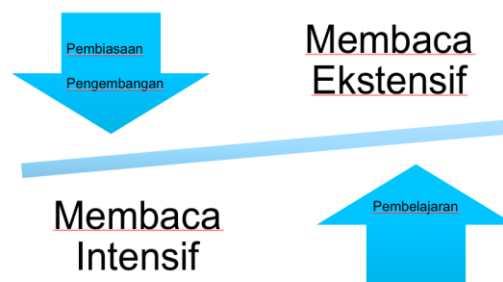 Pembiasaan
Pengembangan
Membaca
Ekstensif
Membaca
Intensif
Pembelajaran